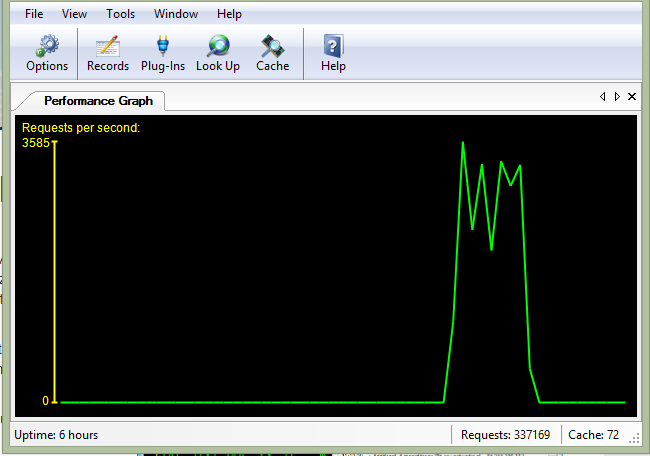 File View Tools Window Help
Options Records Plug-Ins Look Up Cache Help
Performance Graph
Requests per second:
3585
0
Uptime: 6 hours Requests: 337169 Cache: 72